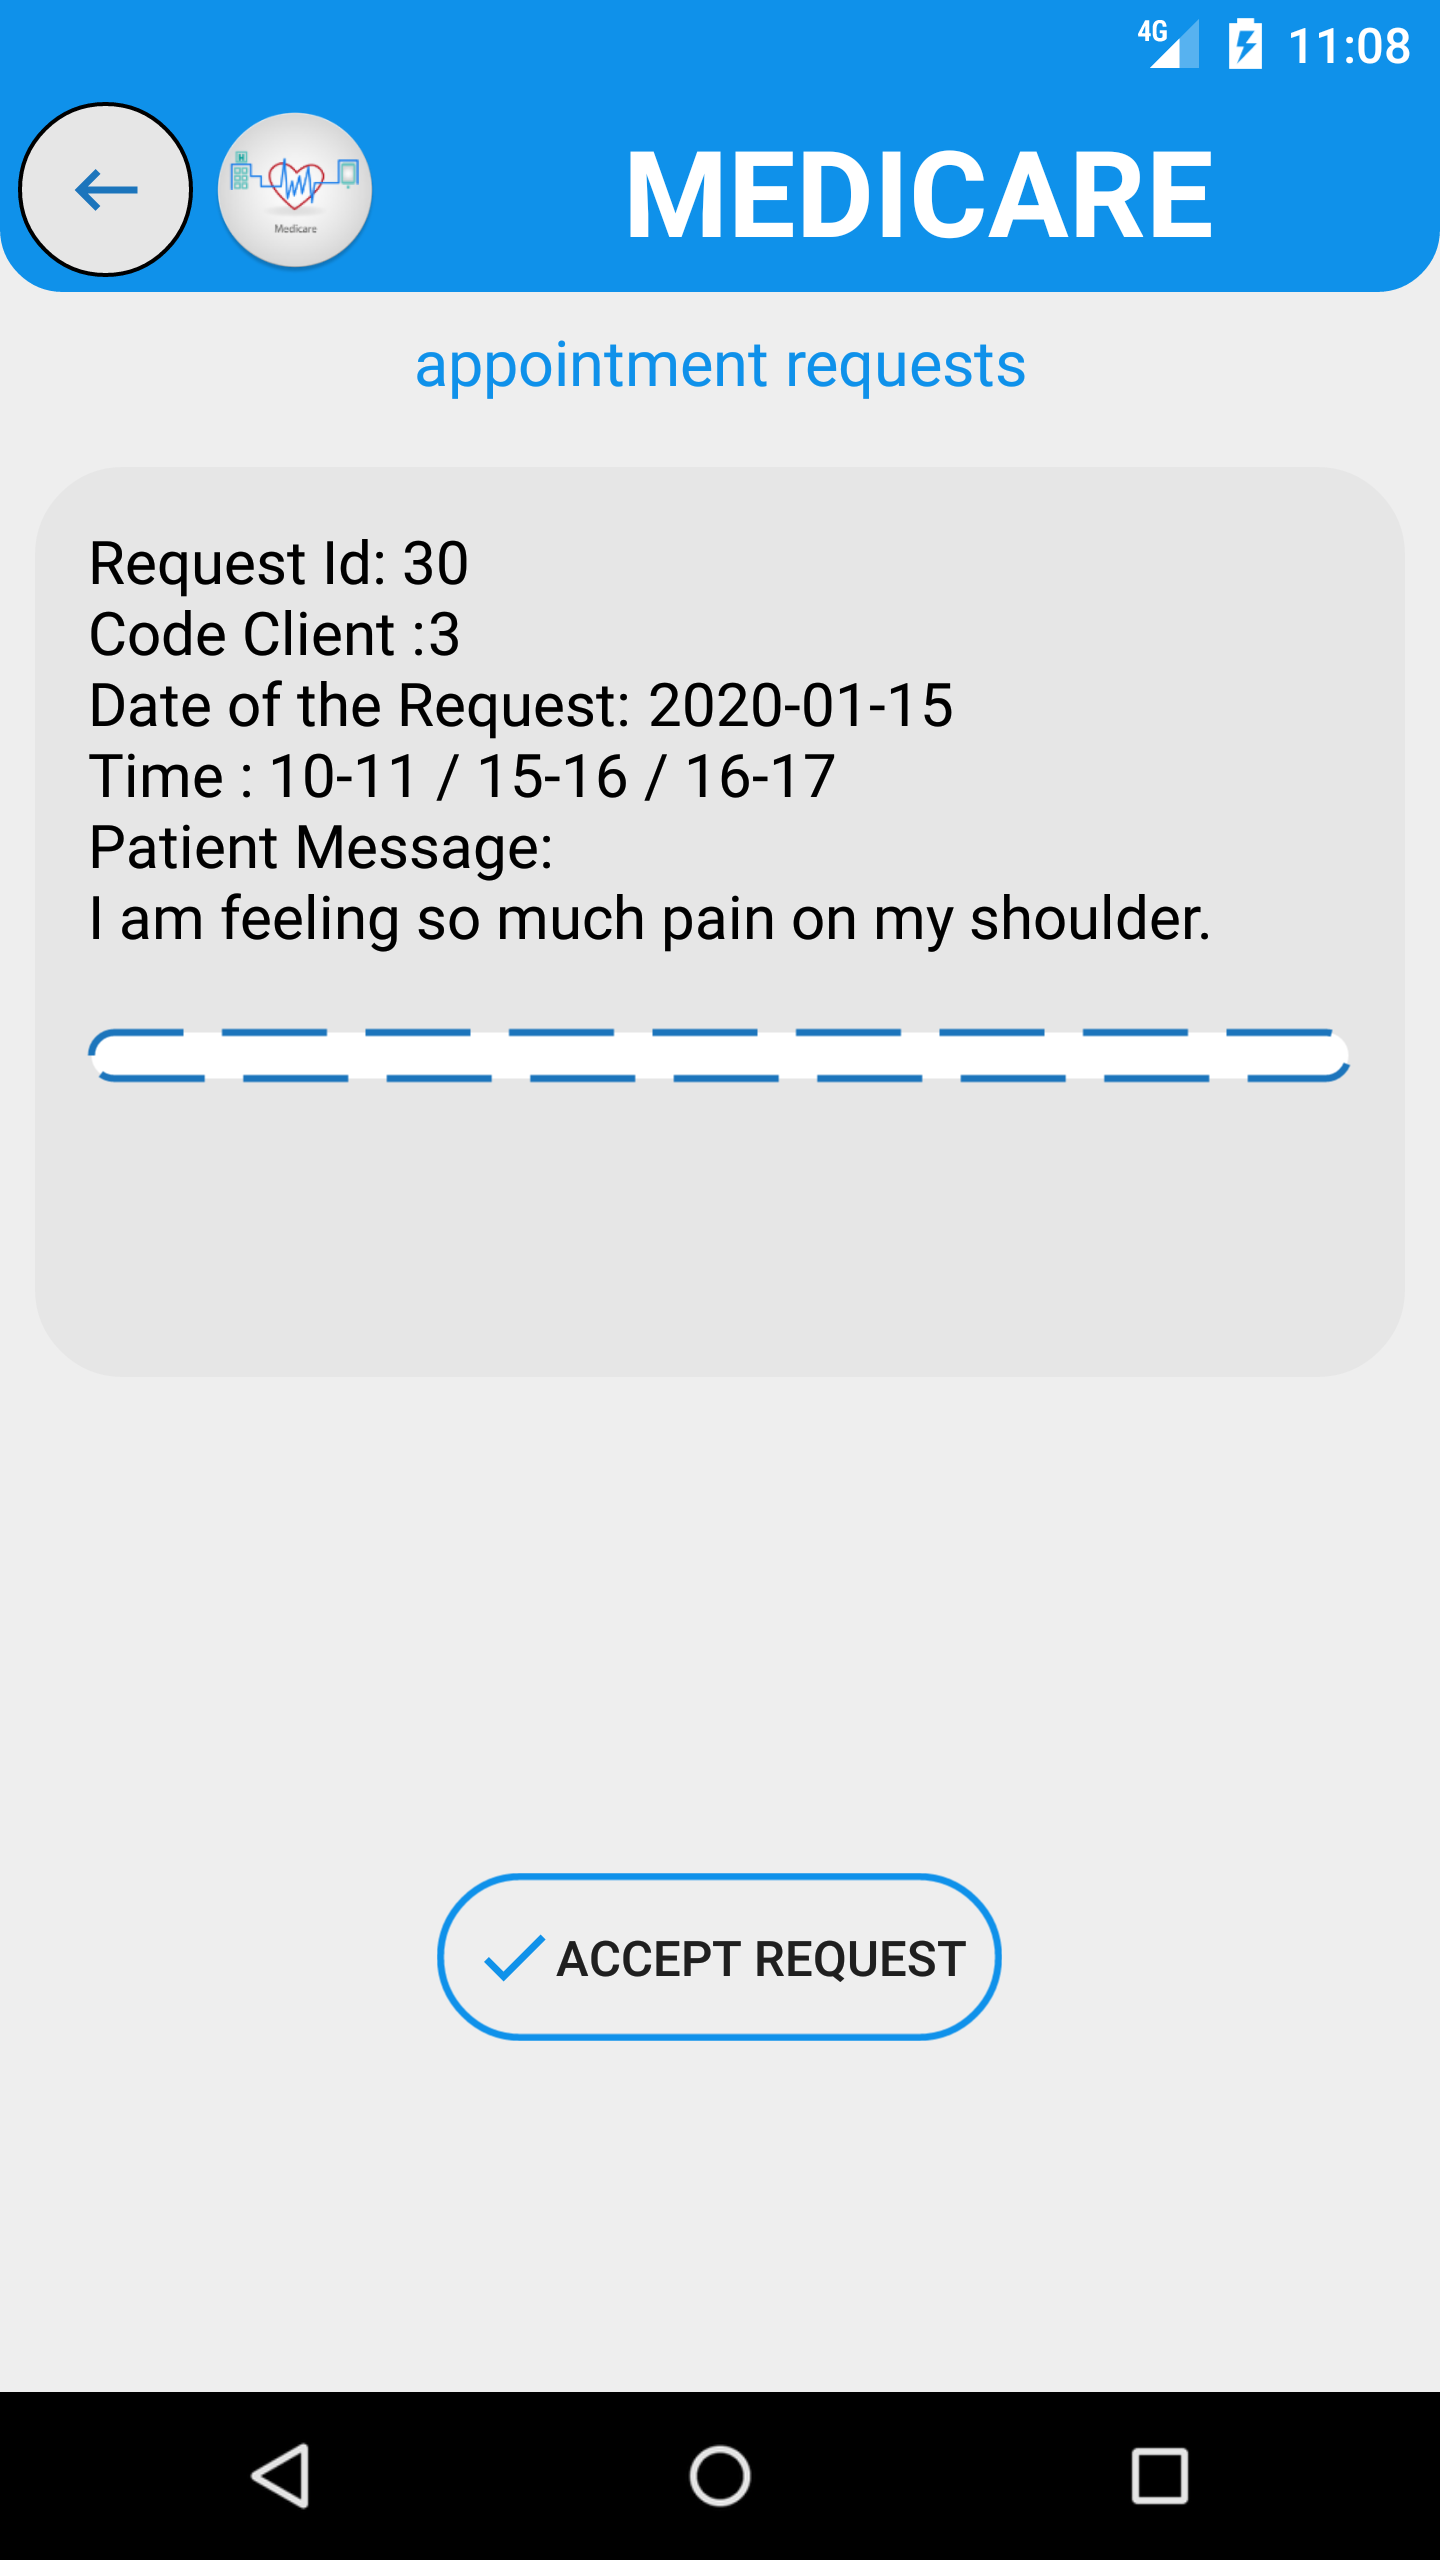 4G 11:08
H
Medicare
MEDICARE
appointment requests
Request Id: 30
Code Client :3
Date of the Request: 2020-01-15
Time : 10-11 / 15-16 / 16-17
Patient Message:
I am feeling so much pain on my shoulder.
ACCEPT REQUEST